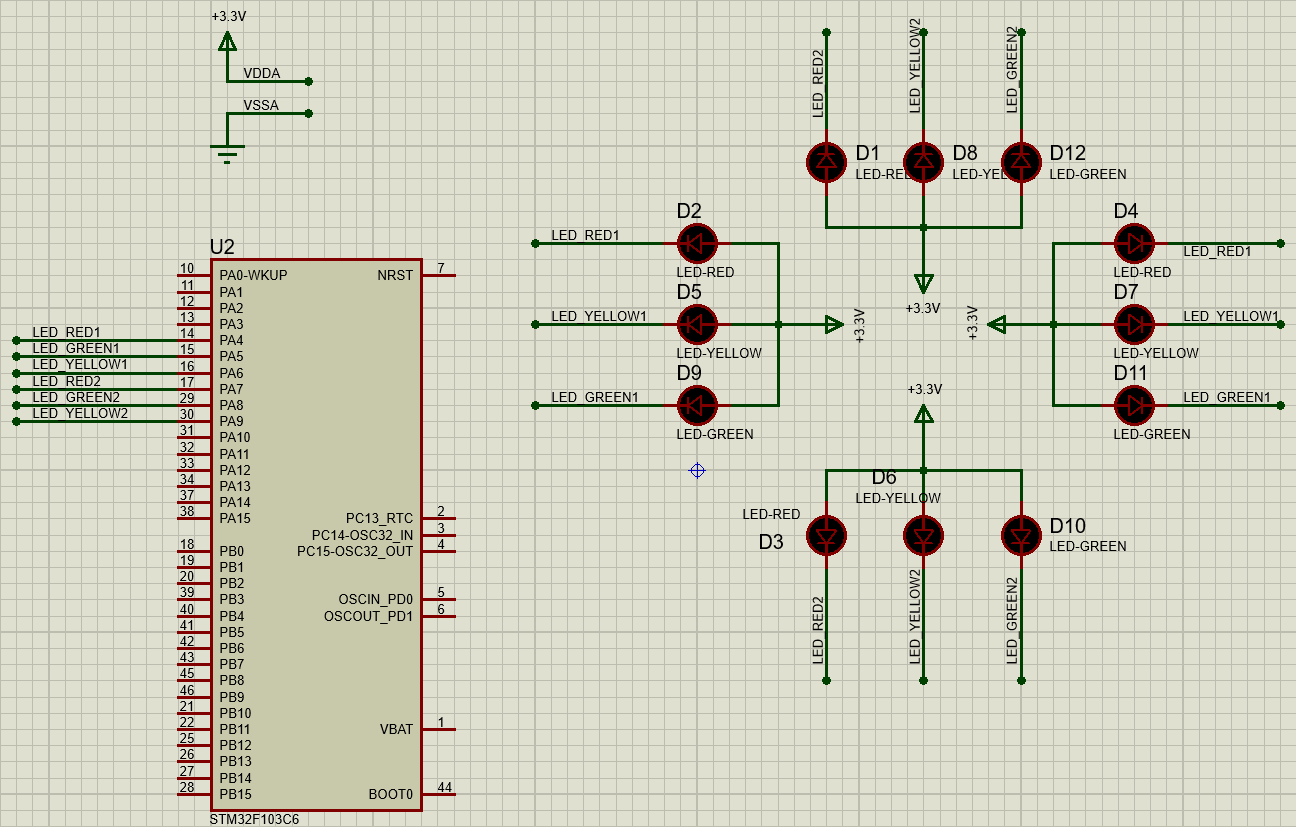 +3.3V
VDDA
VSSA
U2
10 PA0-WKUP NRST 7
11 PA1
12 PA2
13 PA3
LED_RED1 14 PA4
LED_GREEN1 15 PA5
LED_YELLOW1 16 PA6
LED_RED2 17 PA7
LED_GREEN2 29 PA8
LED_YELLOW2 30 PA9
31 PA10
32 PA11
33 PA12
34 PA13
37 PA14
38 PA15 PC13_RTC 2
PC14-OSC32_IN 3
18 PB0 PC15-OSC32_OUT 4
19 PB1
20 PB2
39 PB3 OSCIN_PD0 5
40 PB4 OSCOUT_PD1 6
41 PB5
42 PB6
43 PB7
45 PB8
46 PB9
21 PB10
22 PB11 VBAT 1
25 PB12
26 PB13
27 PB14
28 PB15 BOOT0 44
STM32F103C6
LED_RED2
LED_YELLOW2
LED_GREEN2
D1
LED-RED
D8
LED-YEL
D12
LED-GREEN
+3.3V
D2
LED_RED1
LED-RED
D5
LED_YELLOW1
LED-YELLOW
D9
LED_GREEN1
LED-GREEN
+3.3V
+3.3V
D4
LED_RED1
LED-RED
D7
LED_YELLOW1
LED-YELLOW
D11
LED_GREEN1
LED-GREEN
+3.3V
D6
LED-YELLOW
LED-RED
D3
D10
LED-GREEN
LED_RED2
LED_YELLOW2
LED_GREEN2